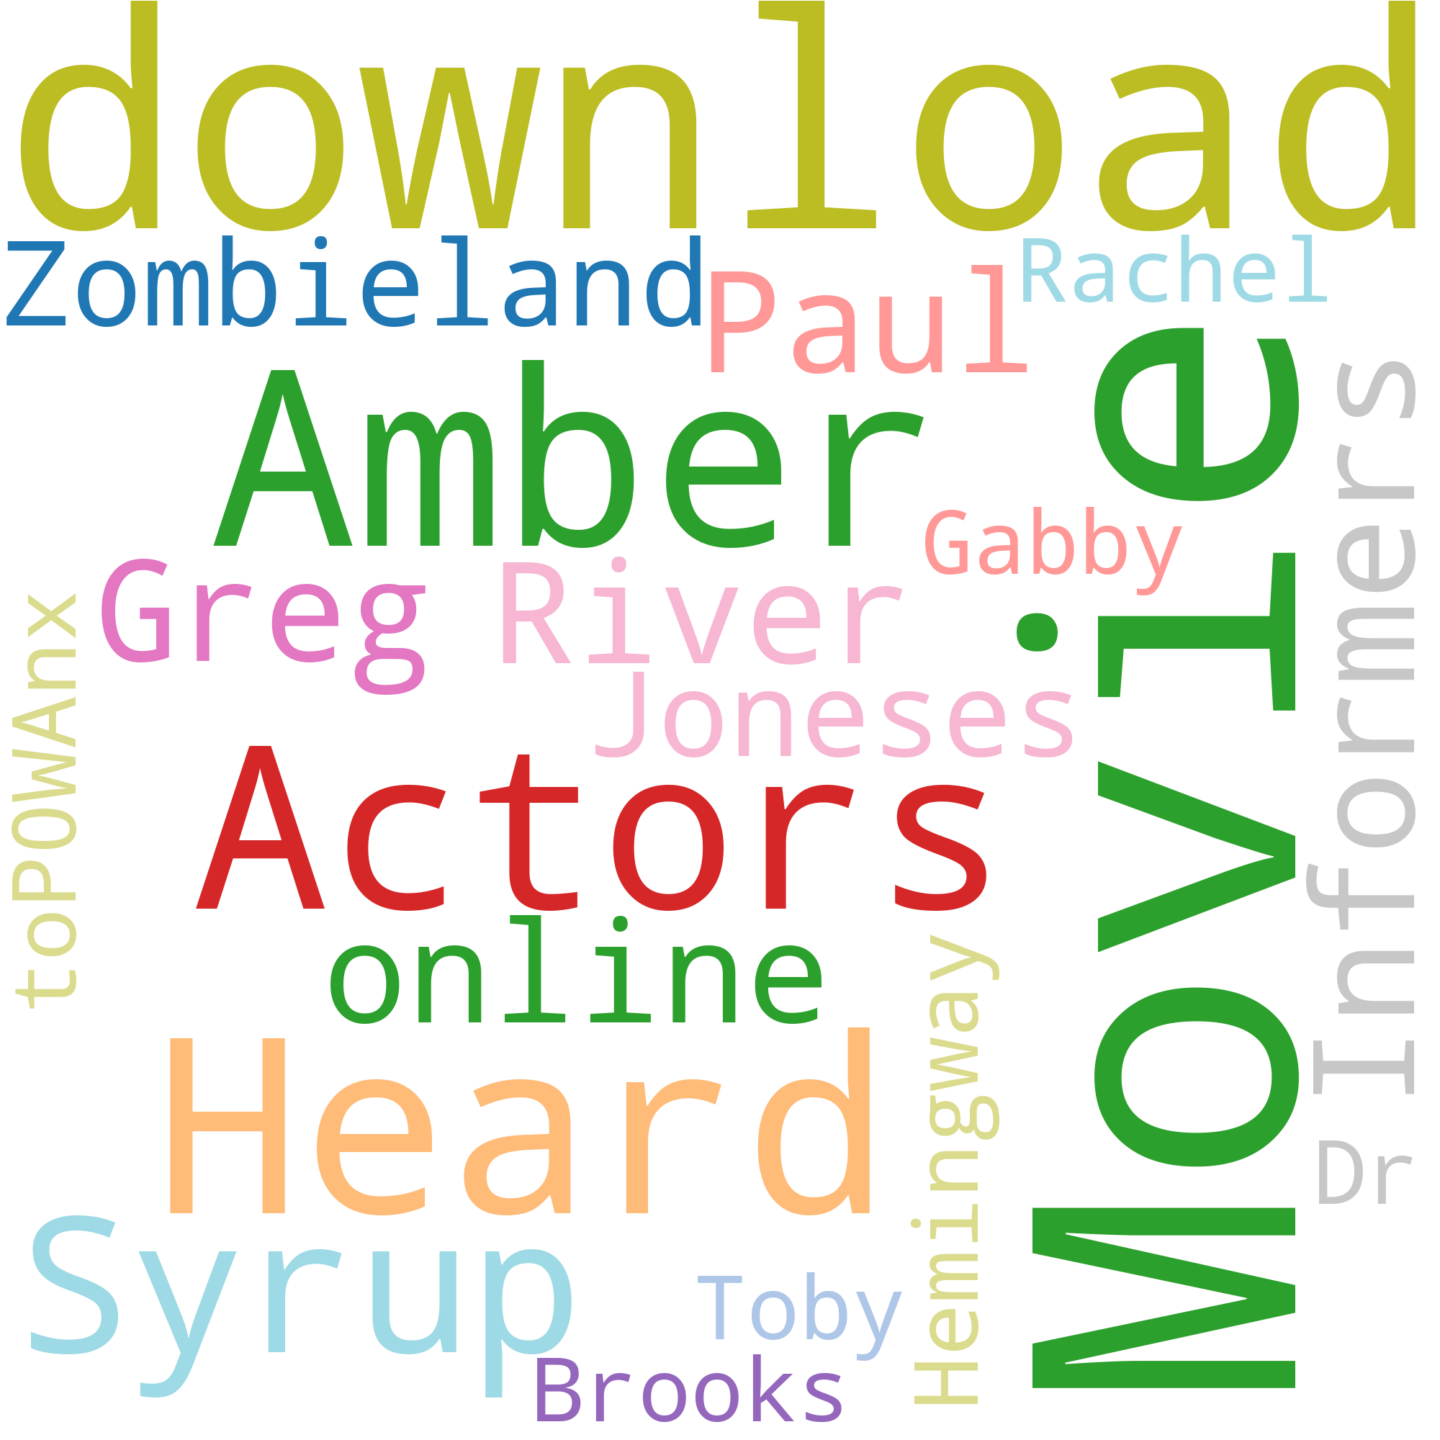 download
Zombieland
Paul
Rachel
Amber
Movie
Informers
Gabby
Greg
River
toP0WAnx
Joneses
Actors
online
Hemingway
Heard
Dr
Syrup
Toby
Brooks